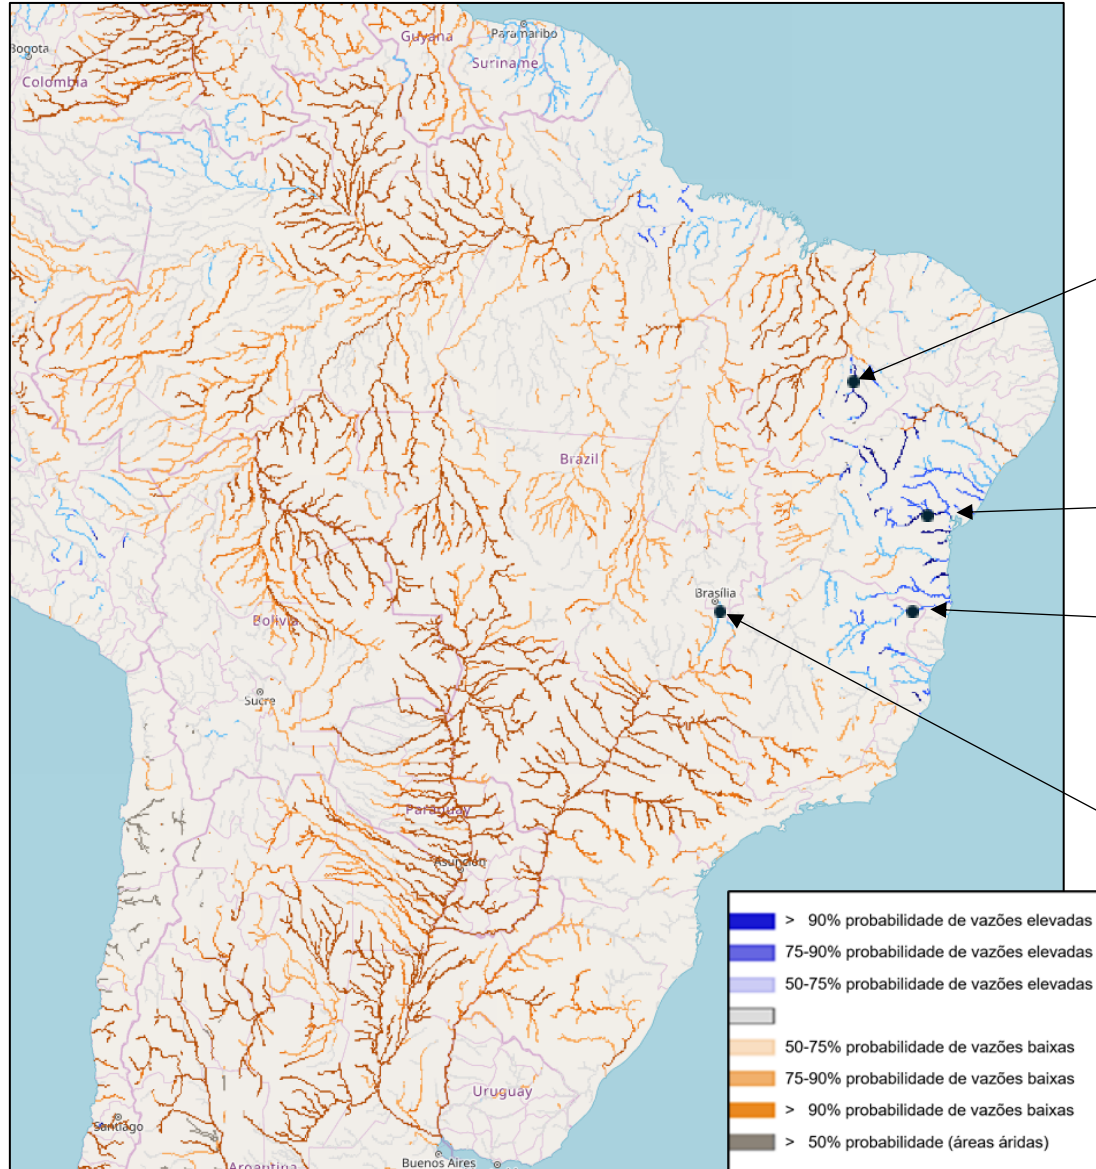 Paramaribo
Guyana
Bogota
Suriname
Colombia
Brazil
Brasília
Bolivia
Sucre
Paraguay
Asunción
> 90% probabilidade de vazões elevadas
75-90% probabilidade de vazões elevadas
50-75% probabilidade de vazões elevadas
50-75% probabilidade de vazões baixas
75-90% probabilidade de vazões baixas
> 90% probabilidade de vazões baixas
> 50% probabilidade (áreas áridas)
Uruguay
Santiago
Buenos Aires
Argentina